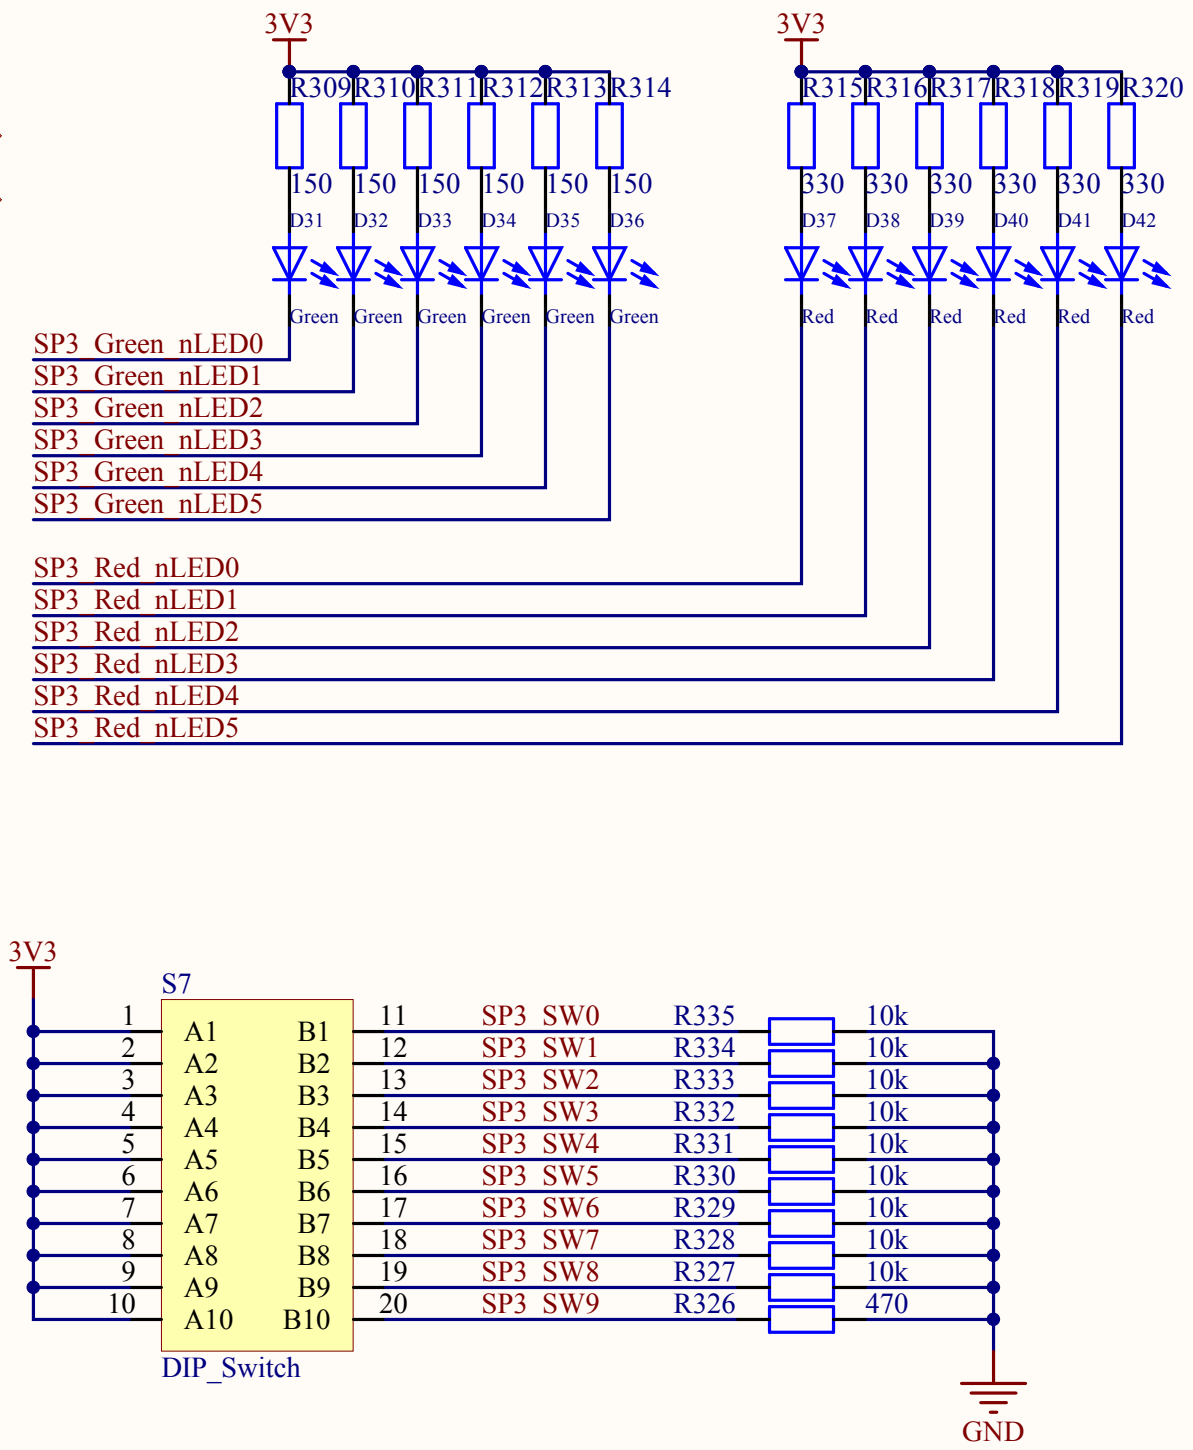 3V3 3V3
R309 R310 R311 R312 R313 R314 R315 R316 R317 R318 R319 R320
150 150 150 150 150 150 330 330 330 330 330 330
D31 D32 D33 D34 D35 D36 D37 D38 D39 D40 D41 D42
Green Green Green Green Green Green Red Red Red Red Red Red
SP3_Green_nLED0
SP3_Green_nLED1
SP3_Green_nLED2
SP3_Green_nLED3
SP3_Green_nLED4
SP3_Green_nLED5
SP3_Red_nLED0
SP3_Red_nLED1
SP3_Red_nLED2
SP3_Red_nLED3
SP3_Red_nLED4
SP3_Red_nLED5
3V3
S7
1 A1 B1 11 SP3_SW0 R335 10k
2 A2 B2 12 SP3_SW1 R334 10k
3 A3 B3 13 SP3_SW2 R333 10k
4 A4 B4 14 SP3_SW3 R332 10k
5 A5 B5 15 SP3_SW4 R331 10k
6 A6 B6 16 SP3_SW5 R330 10k
7 A7 B7 17 SP3_SW6 R329 10k
8 A8 B8 18 SP3_SW7 R328 10k
9 A9 B9 19 SP3_SW8 R327 10k
10 A10 B10 20 SP3_SW9 R326 470
DIP_Switch
GND